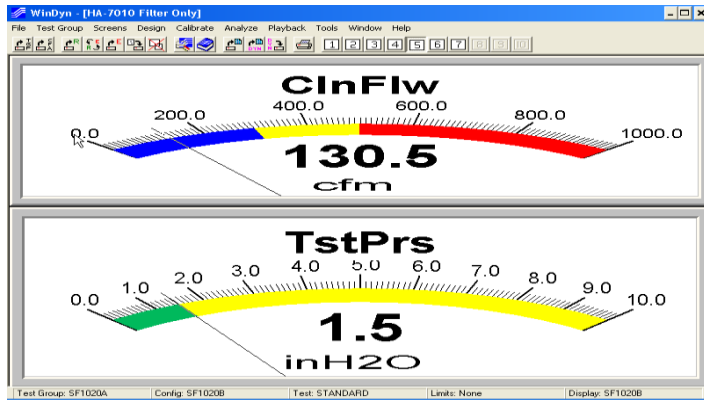 WinDyn - [HA-7010 Filter Only]
File Test Group Screens Design Calibrate Analyze Playback Tools Window Help
1 2 3 4 5 6 7 8 9 10
ClnFlw
0.0 200.0 400.0 600.0 800.0 1000.0
130.5
cfm
TstPrs
0.0 1.0 2.0 3.0 4.0 5.0 6.0 7.0 8.0 9.0 10.0
1.5
inH2O
Test Group: SF1020A Config: SF1020B Test: STANDARD Limits: None Display: SF1020B